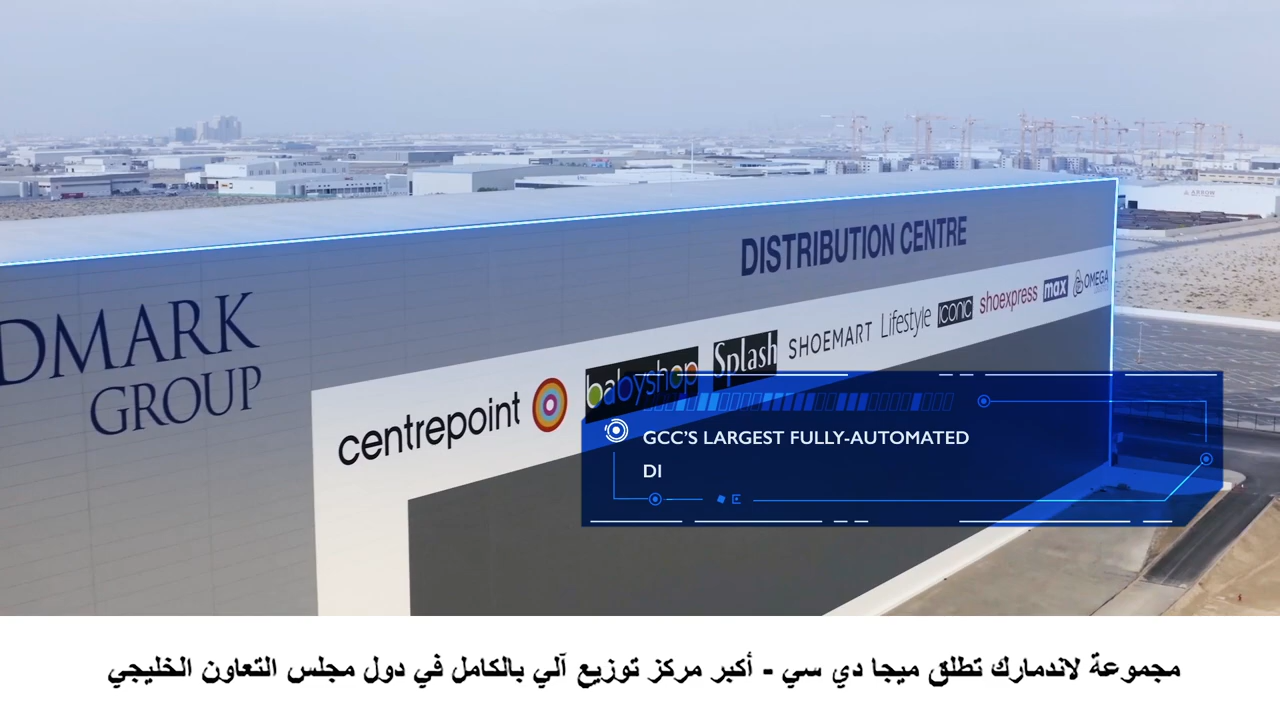 DMARK
GROUP
DISTRIBUTION CENTRE
centrepoint
babyshop
Splash
SHOEMART
Lifestyle
ICONIC
shoexpress
max
OMEGA
ARROW
GCC'S LARGEST FULLY-AUTOMATED
DI
مجموعة لاندمارك تطلق ميجا دي سي - أكبر مركز توزيع آلي بالكامل في دول مجلس التعاون الخليجي